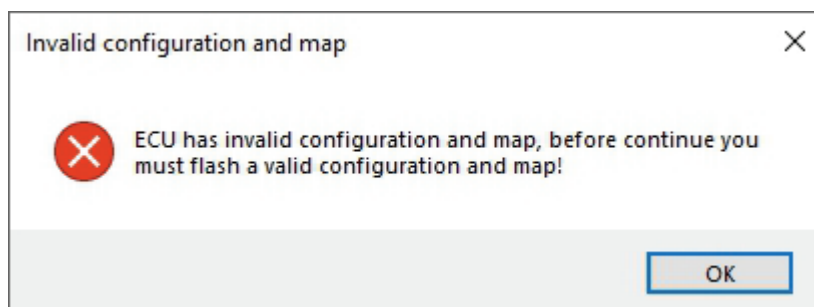 Invalid configuration and map
ECU has invalid configuration and map, before continue you
must flash a valid configuration and map!
OK